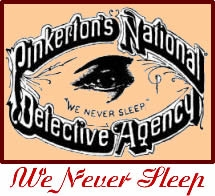 Pinkerton's National
"WE NEVER SLEEP"
Detective Agency
We Never Sleep